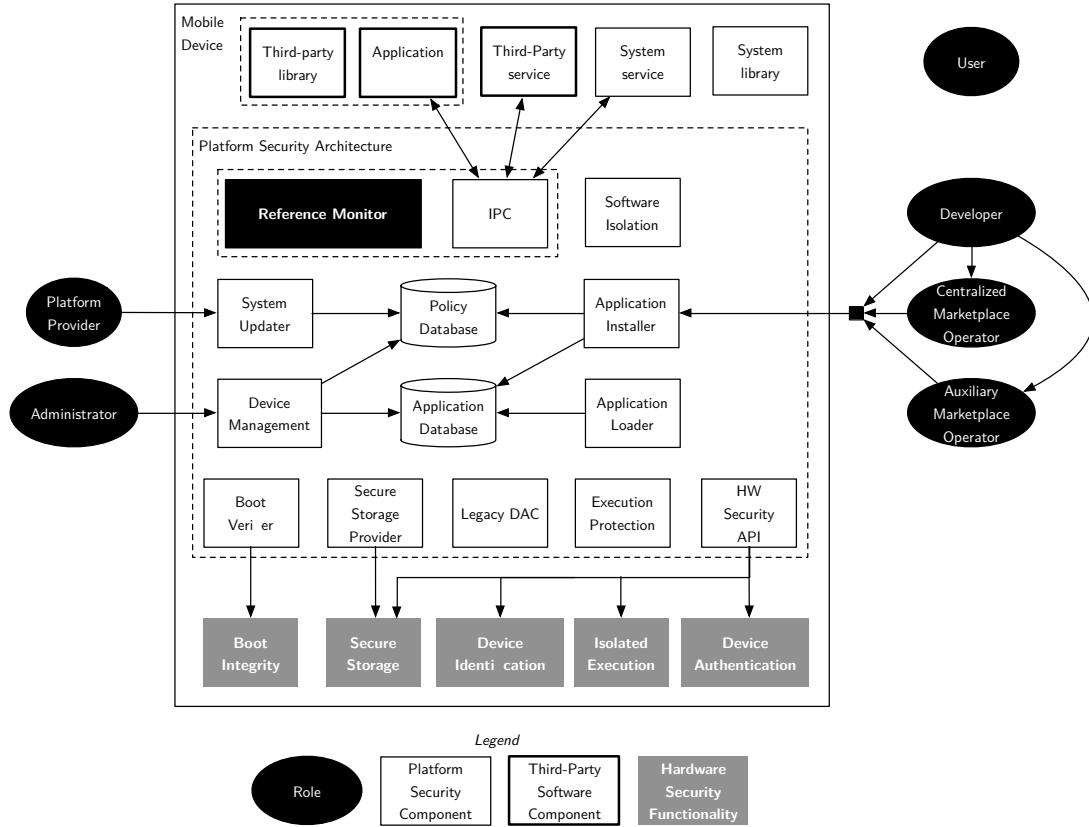 Mobile
Device
Third-party
library
Application
Third-Party
service
System
service
System
library
User
Platform Security Architecture
Reference Monitor
IPC
Software
Isolation
Developer
Platform
Provider
System
Updater
Policy
Database
Application
Installer
Centralized
Marketplace
Operator
Administrator
Device
Management
Application
Database
Application
Loader
Auxiliary
Marketplace
Operator
Boot
Veri er
Secure
Storage
Provider
Legacy DAC
Execution
Protection
HW
Security
API
Boot
Integrity
Secure
Storage
Device
Identi cation
Isolated
Execution
Device
Authentication
Legend
Role
Platform
Security
Component
Third-Party
Software
Component
Hardware
Security
Functionality